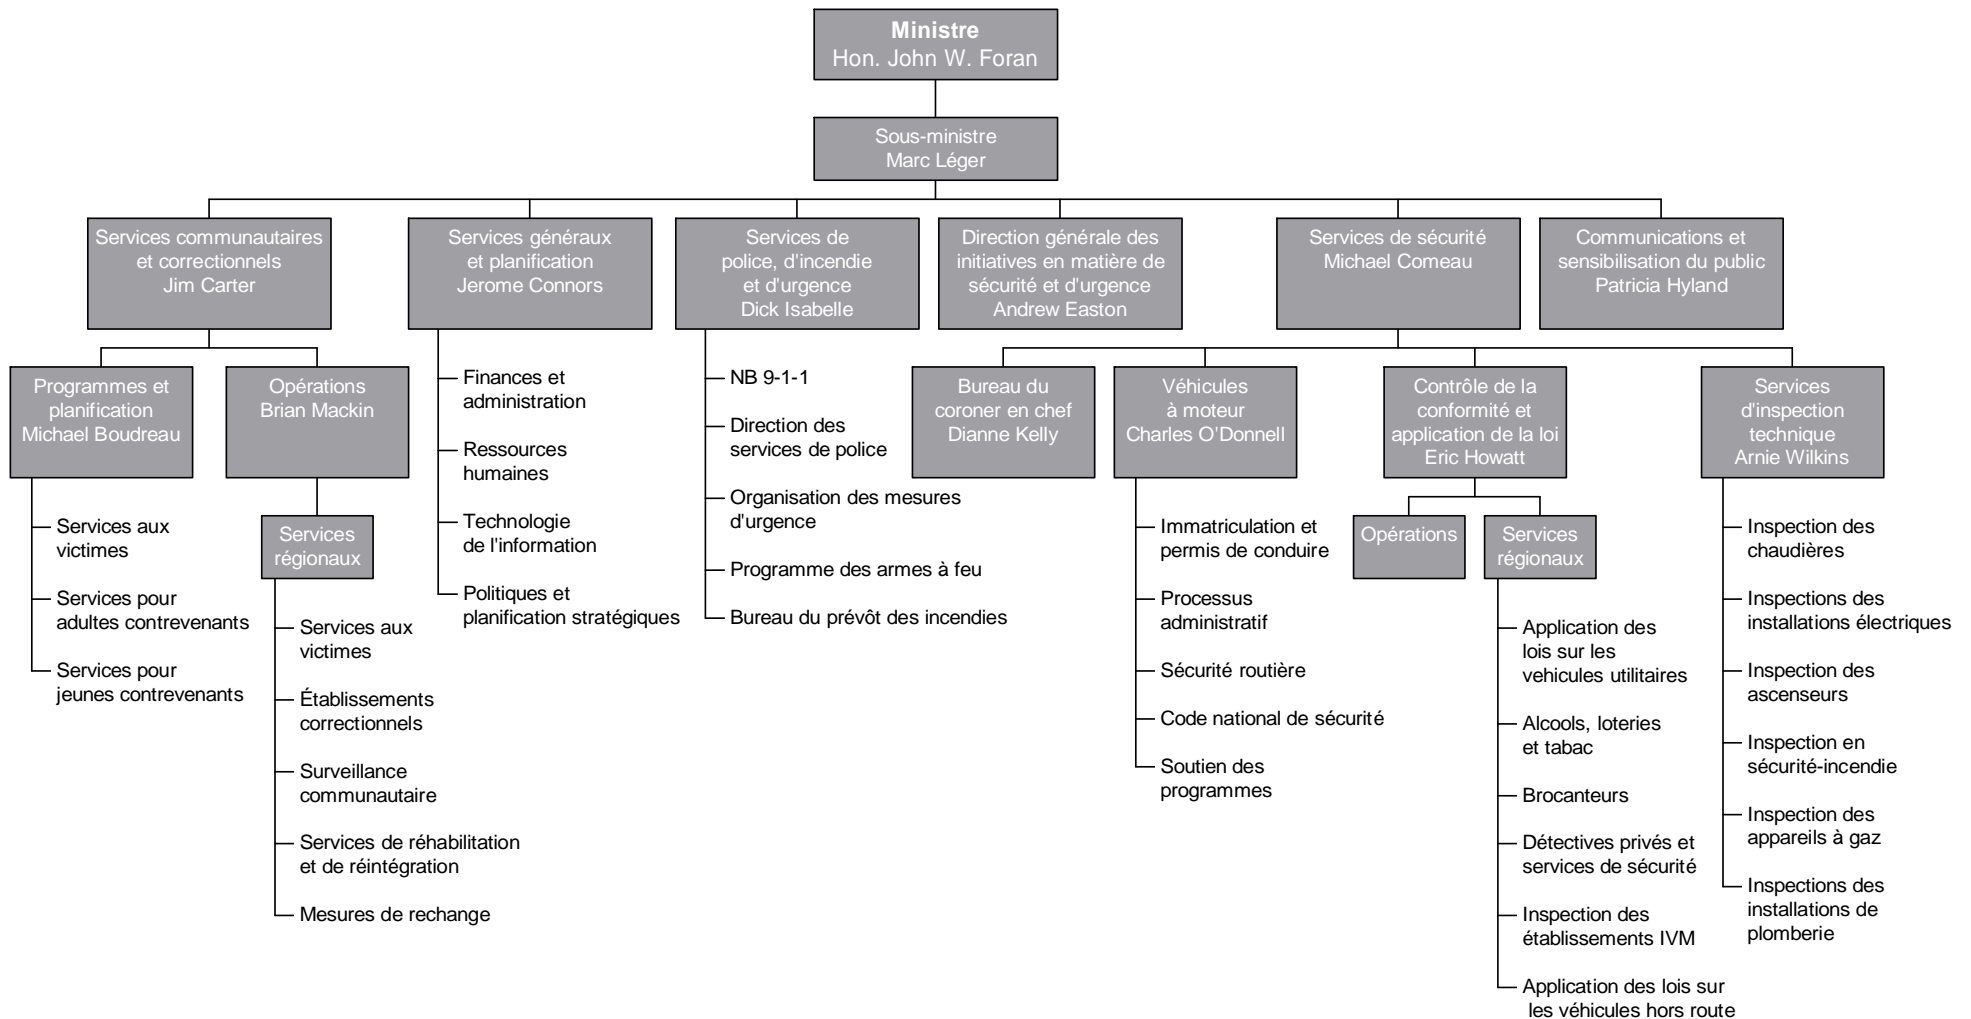 Ministre
Hon. John W. Foran
Sous-ministre
Marc Léger
Services communautaires
et correctionnels
Jim Carter
Services généraux
et planification
Jerome Connors
Services de
police, d'incendie
et d'urgence
Dick Isabelle
Direction générale des
initiatives en matière de
sécurité et d'urgence
Andrew Easton
Services de sécurité
Michael Comeau
Communications et
sensibilisation du public
Patricia Hyland
Programmes et
planification
Michael Boudreau
Opérations
Brian Mackin
Services aux
victimes
Services pour
adultes contrevenants
Services pour
jeunes contrevenants
Services
régionaux
Services aux
victimes
Établissements
correctionnels
Surveillance
communautaire
Services de réhabilitation
et de réintégration
Mesures de rechange
Finances et
administration
Ressources
humaines
Technologie
de l'information
Politiques et
planification stratégiques
NB 9-1-1
Direction des
services de police
Organisation des mesures
d'urgence
Programme des armes à feu
Bureau du prévôt des incendies
Bureau du
coroner en chef
Dianne Kelly
Véhicules
à moteur
Charles O'Donnell
Contrôle de la
conformité et
application de la loi
Eric Howatt
Services
d'inspection
technique
Arnie Wilkins
Immatriculation et
permis de conduire
Processus
administratif
Sécurité routière
Code national de sécurité
Soutien des
programmes
Opérations
Services
régionaux
Application des
lois sur les
vehicules utilitaires
Alcools, loteries
et tabac
Brocanteurs
Détectives privés et
services de sécurité
Inspection des
établissements IVM
Application des lois sur
les véhicules hors route
Inspection des
chaudières
Inspections des
installations électriques
Inspection des
ascenseurs
Inspection en
sécurité-incendie
Inspection des
appareils à gaz
Inspections des
installations de
plomberie